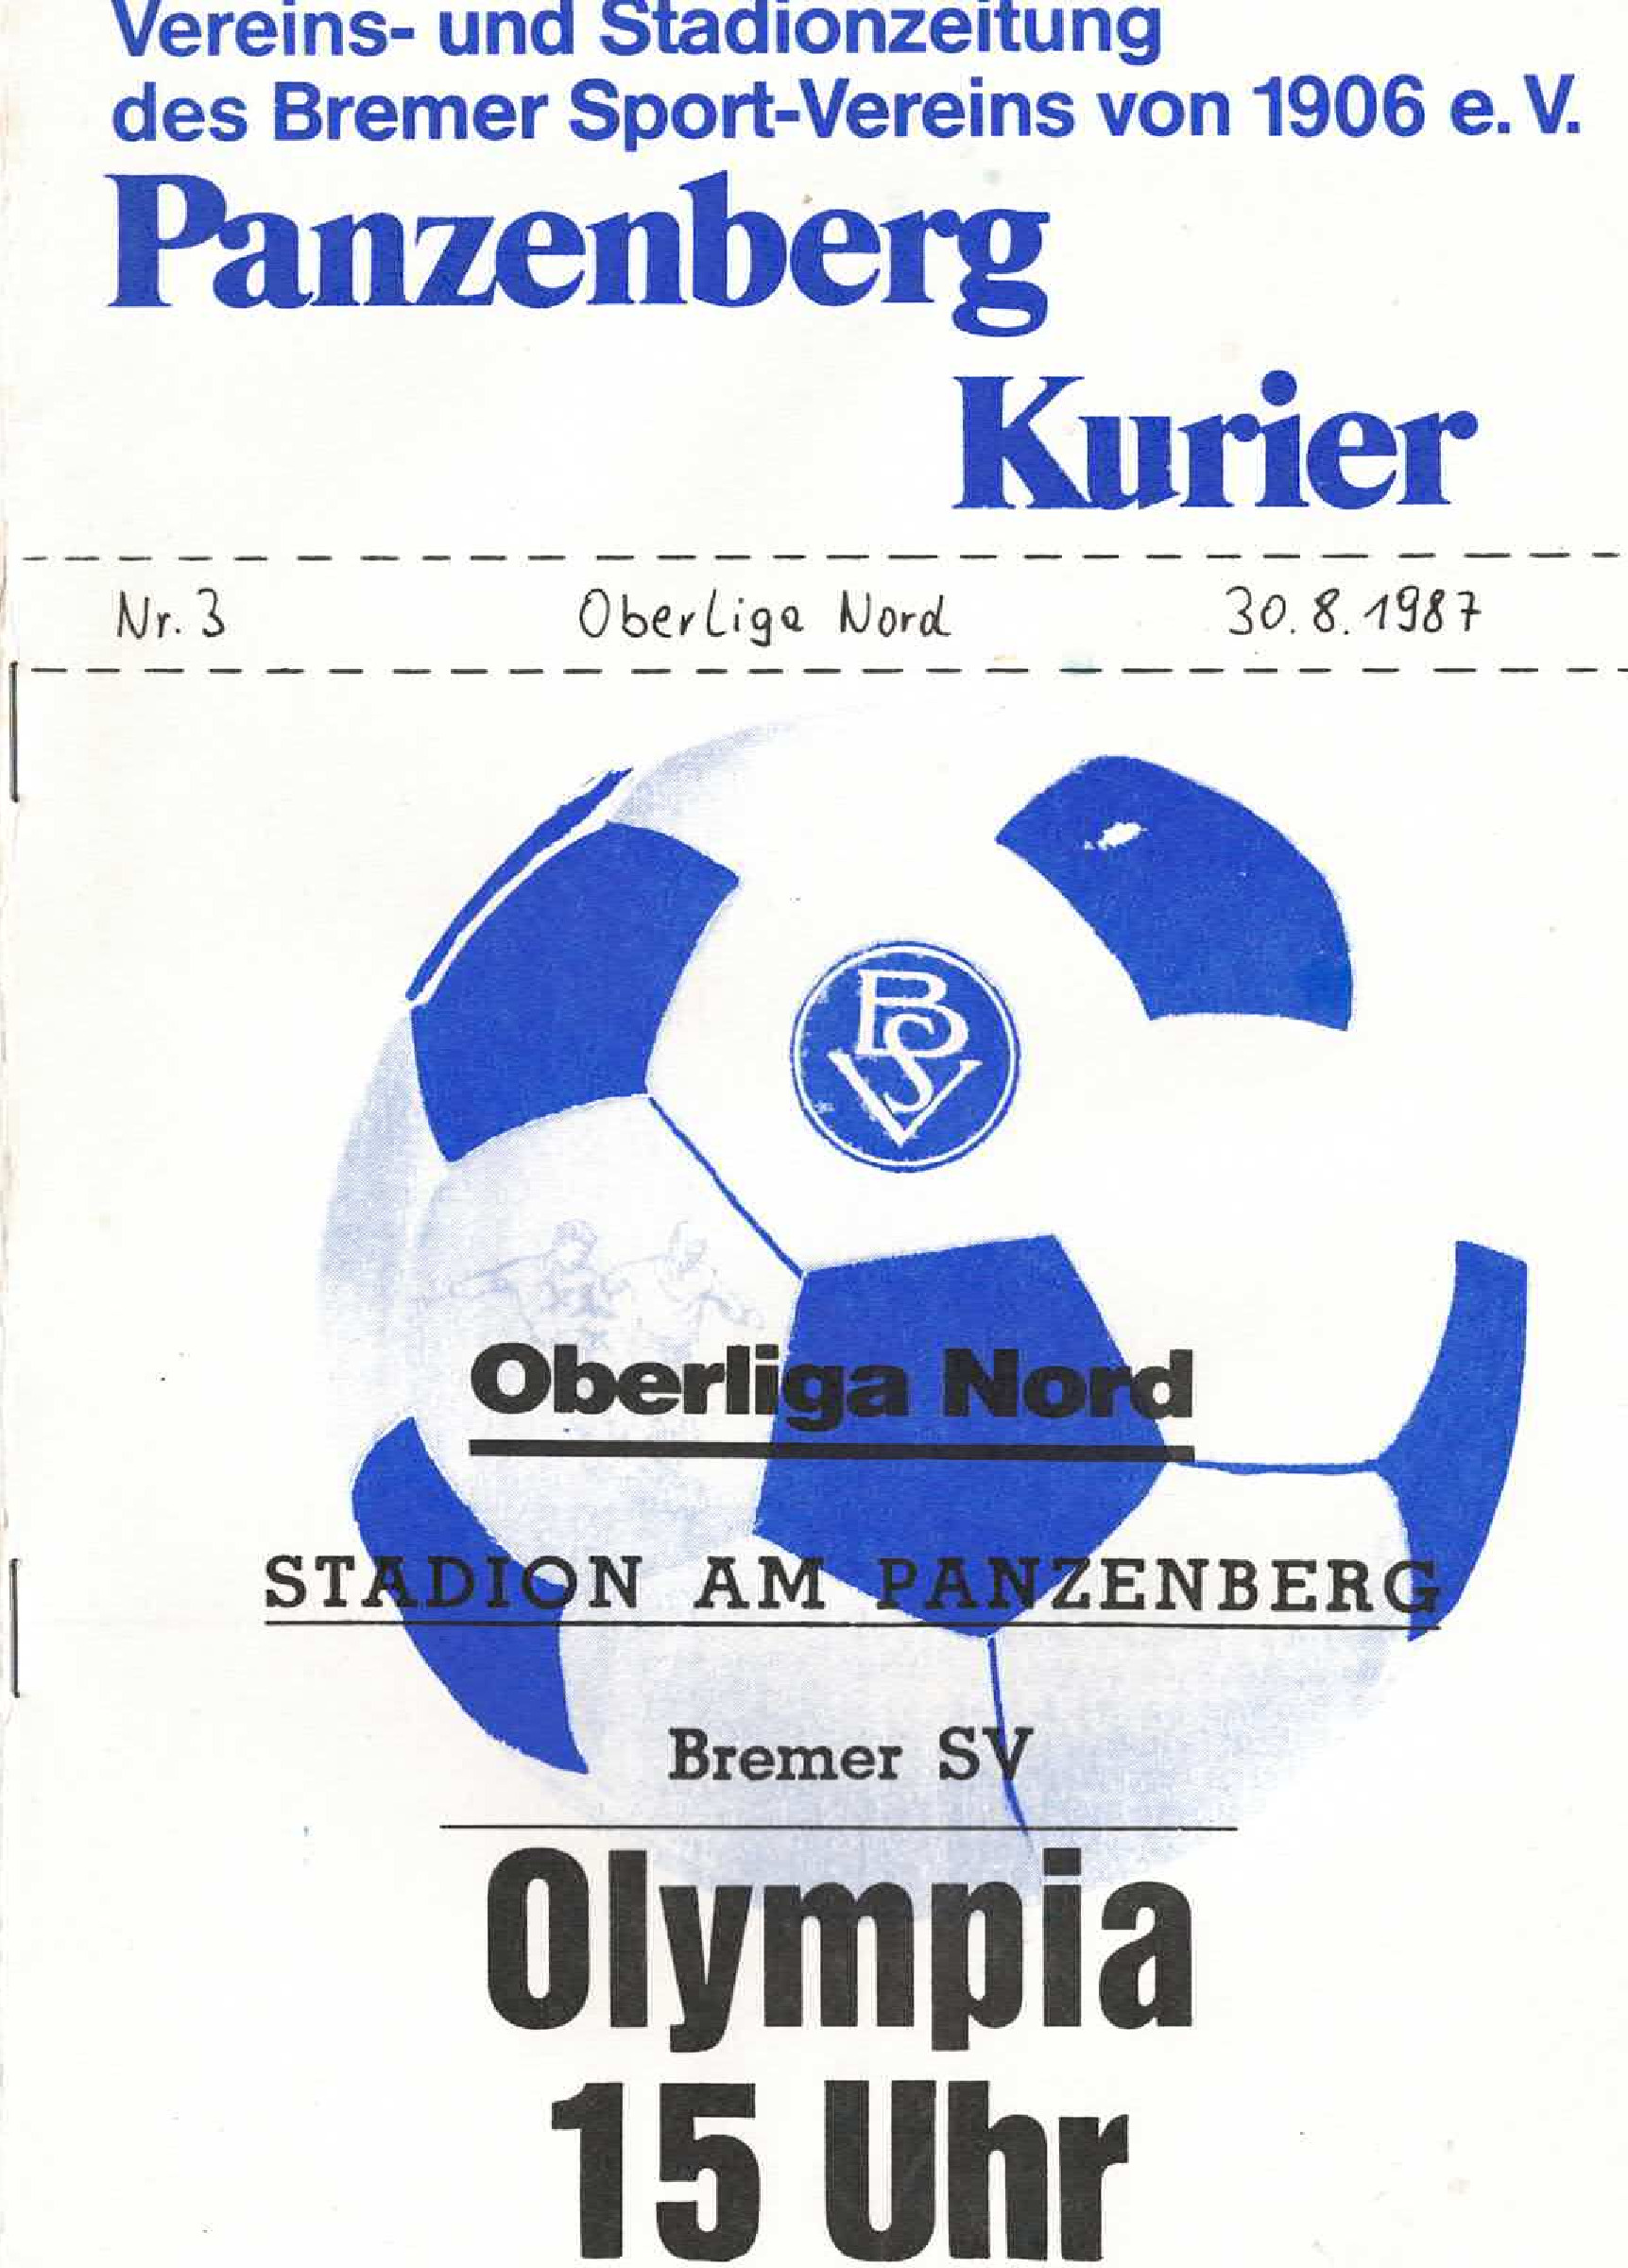 Vereins- und Stadionzeitung
des Bremer Sport-Vereins von 1906 e. V.
Panzenberg
Kurier
Nr. 3 Oberliga Nord 30.8.1987
BSV
Oberliga Nord
STADION AM PANZENBERG
Bremer SV
Olympia
15 Uhr